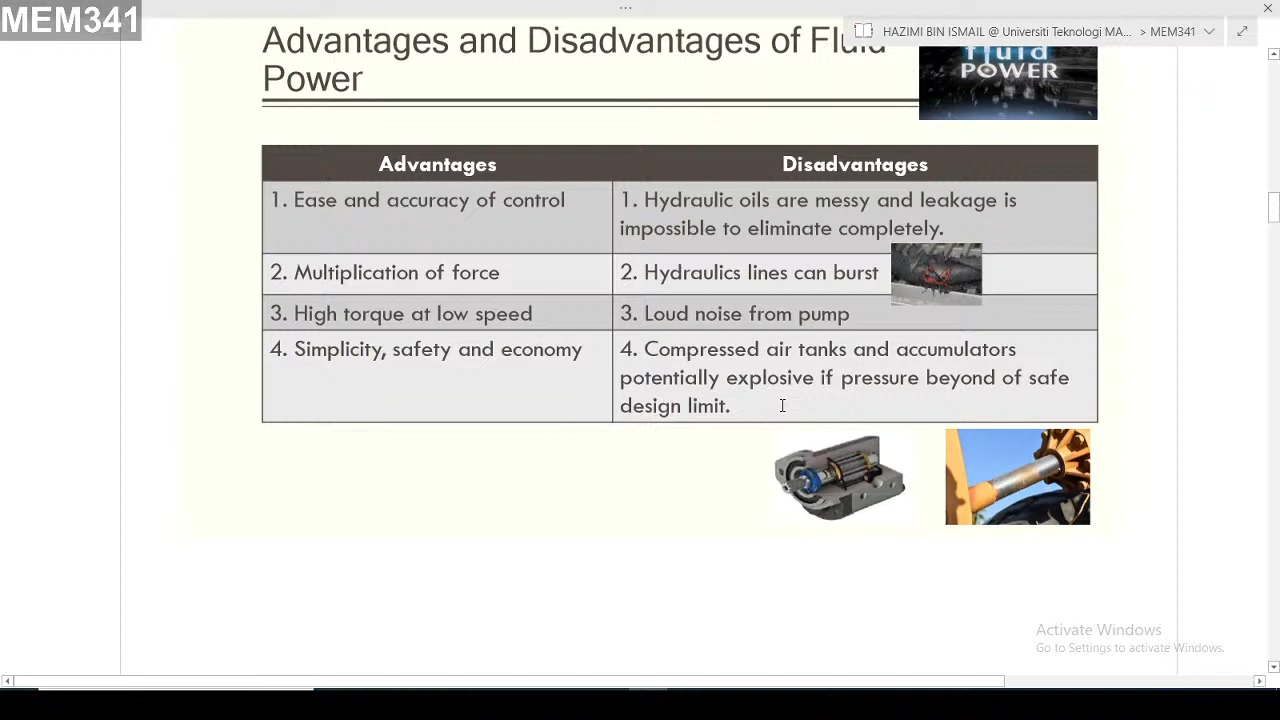 MEM341
HAZIMI BIN ISMAIL @ Universiti Teknologi MA... > MEM341
Advantages and Disadvantages of Fluid
Power
fluid
POWER
Advantages
Disadvantages
1. Ease and accuracy of control
1. Hydraulic oils are messy and leakage is
impossible to eliminate completely.
2. Multiplication of force
2. Hydraulics lines can burst
3. High torque at low speed
3. Loud noise from pump
4. Simplicity, safety and economy
4. Compressed air tanks and accumulators
potentially explosive if pressure beyond of safe
design limit.
Activate Windows
Go to Settings to activate Windows.